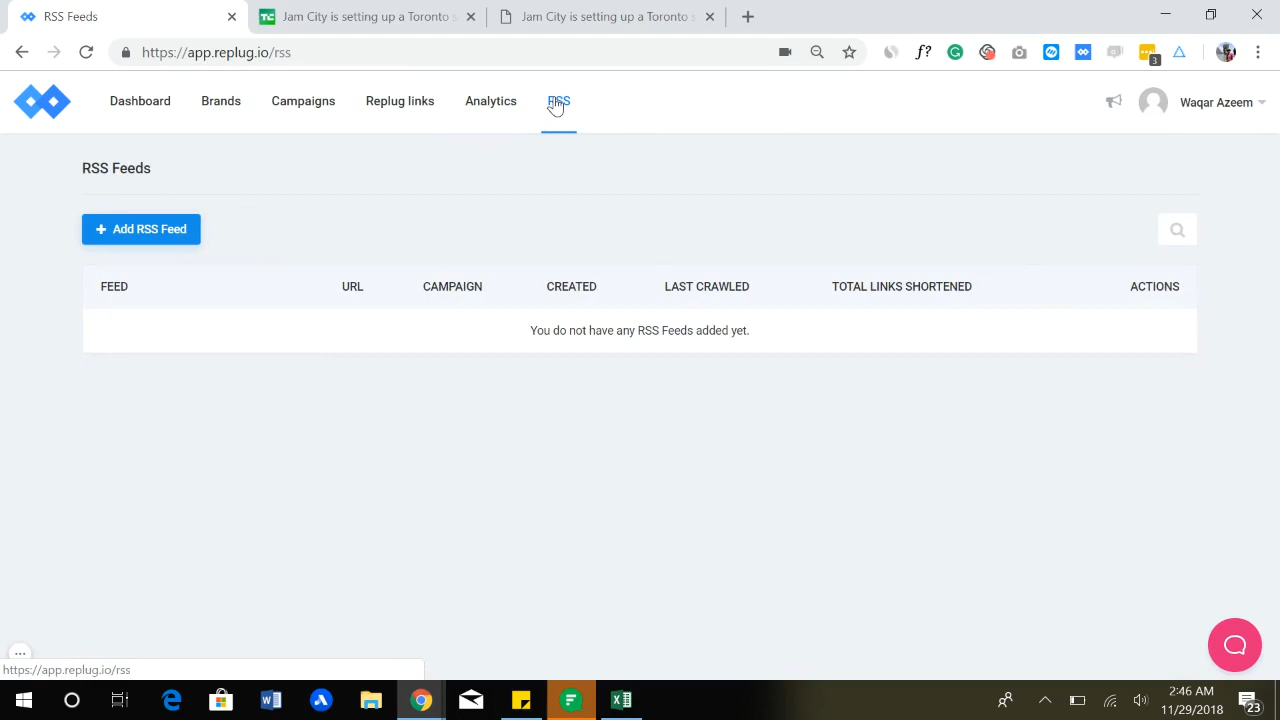 RSS Feeds
Jam City is setting up a Toronto s
Jam City is setting up a Toronto s
https://app.replug.io/rss
3
Dashboard
Brands
Campaigns
Replug links
Analytics
RSS
Waqar Azeem
RSS Feeds
+ Add RSS Feed
FEED
URL
CAMPAIGN
CREATED
LAST CRAWLED
TOTAL LINKS SHORTENED
ACTIONS
You do not have any RSS Feeds added yet.
https://app.replug.io/rss
2:46 AM
11/29/2018
23